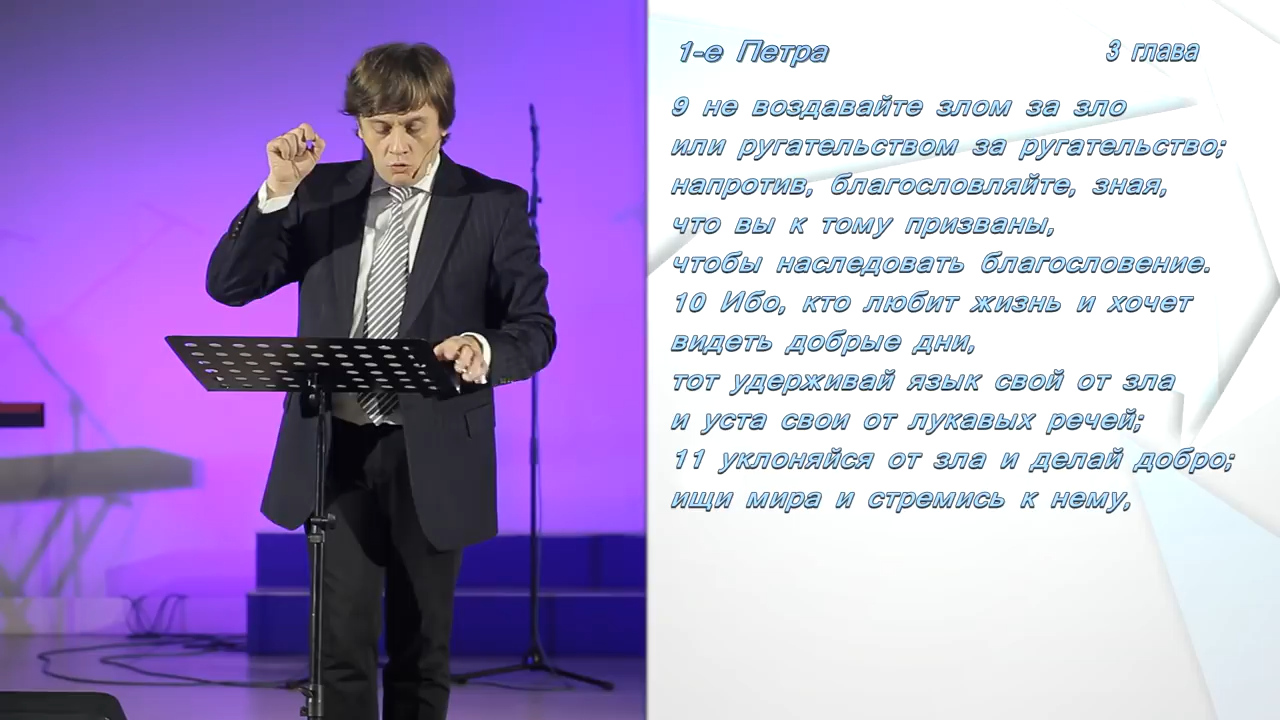 1-е Петра 3 глава
9 не воздавайте злом за зло
или ругательством за ругательство;
напротив, благословляйте, зная,
что вы к тому призваны,
чтобы наследовать благословение.
10 Ибо, кто любит жизнь и хочет
видеть добрые дни,
тот удерживай язык свой от зла
и уста свои от лукавых речей;
11 уклоняйся от зла и делай добро;
ищи мира и стремись к нему,